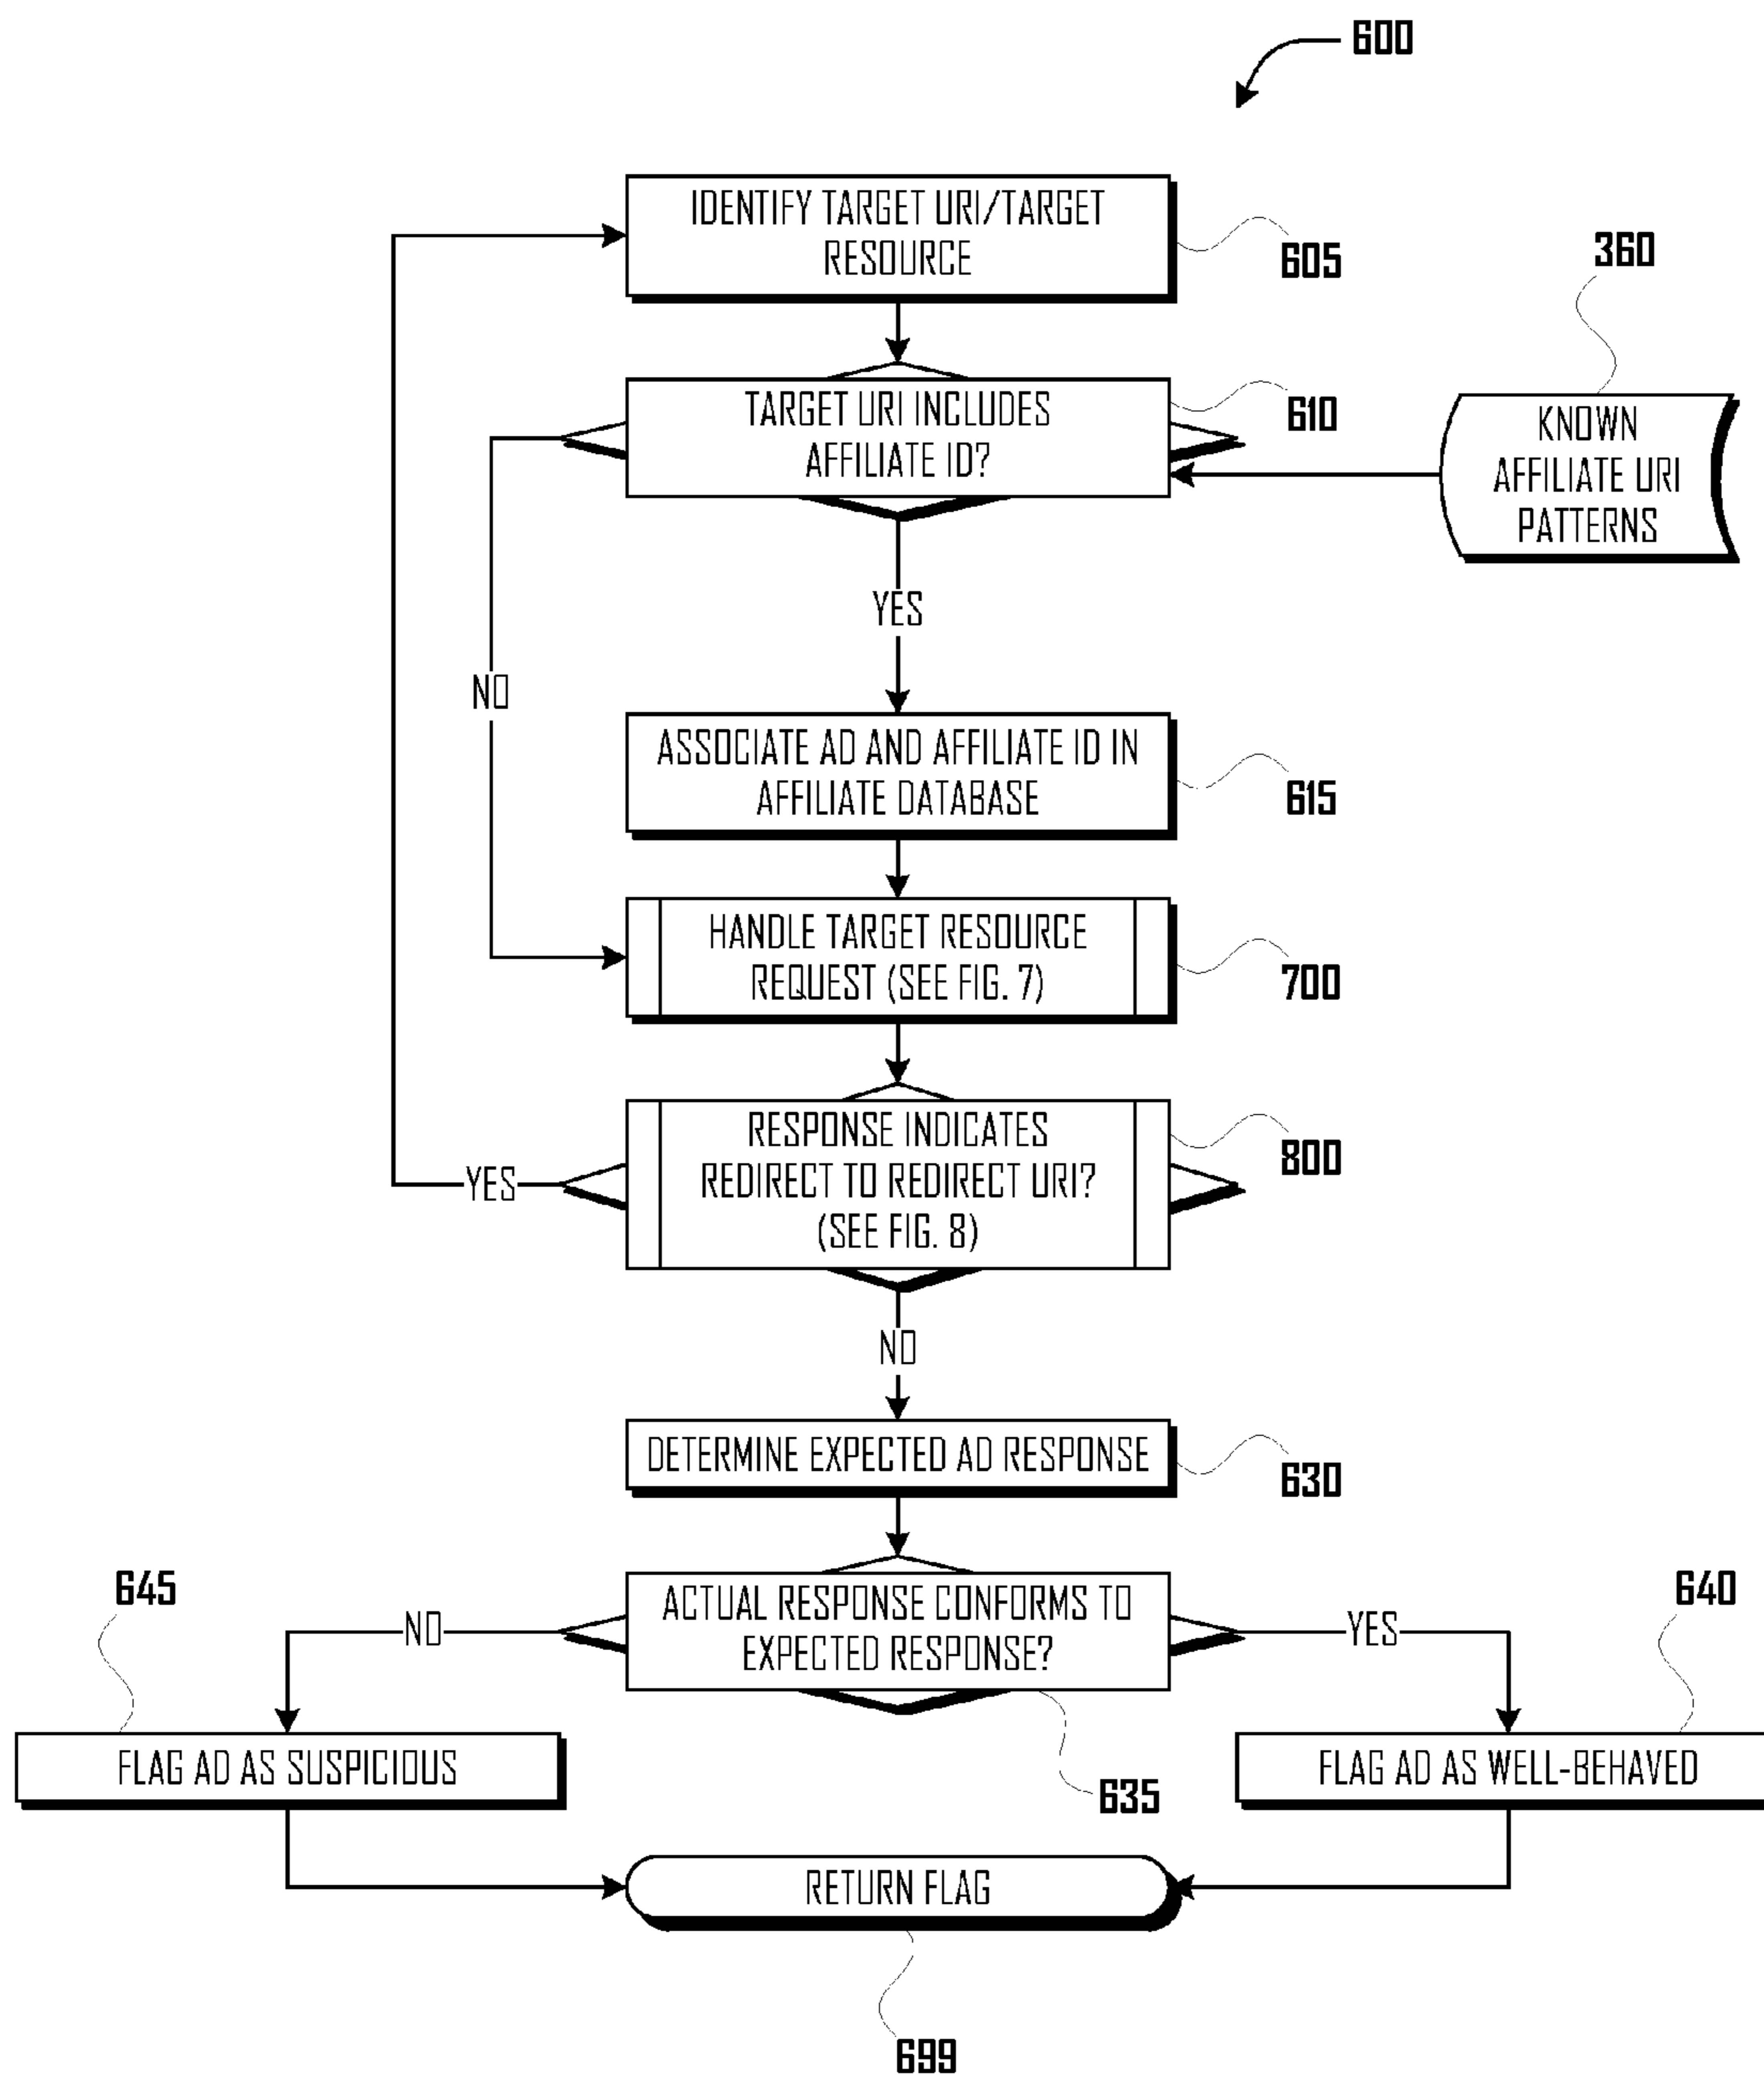 600
IDENTIFY TARGET URI/TARGET
RESOURCE
605
360
TARGET URI INCLUDES
AFFILIATE ID?
610
KNOWN
AFFILIATE URI
PATTERNS
YES
NO
ASSOCIATE AD AND AFFILIATE ID IN
AFFILIATE DATABASE
615
HANDLE TARGET RESOURCE
REQUEST (SEE FIG. 7)
700
RESPONSE INDICATES
REDIRECT TO REDIRECT URI?
(SEE FIG. 8)
800
YES
NO
DETERMINE EXPECTED AD RESPONSE
630
645
ACTUAL RESPONSE CONFORMS TO
EXPECTED RESPONSE?
640
NO
YES
FLAG AD AS SUSPICIOUS
635
FLAG AD AS WELL-BEHAVED
RETURN FLAG
699